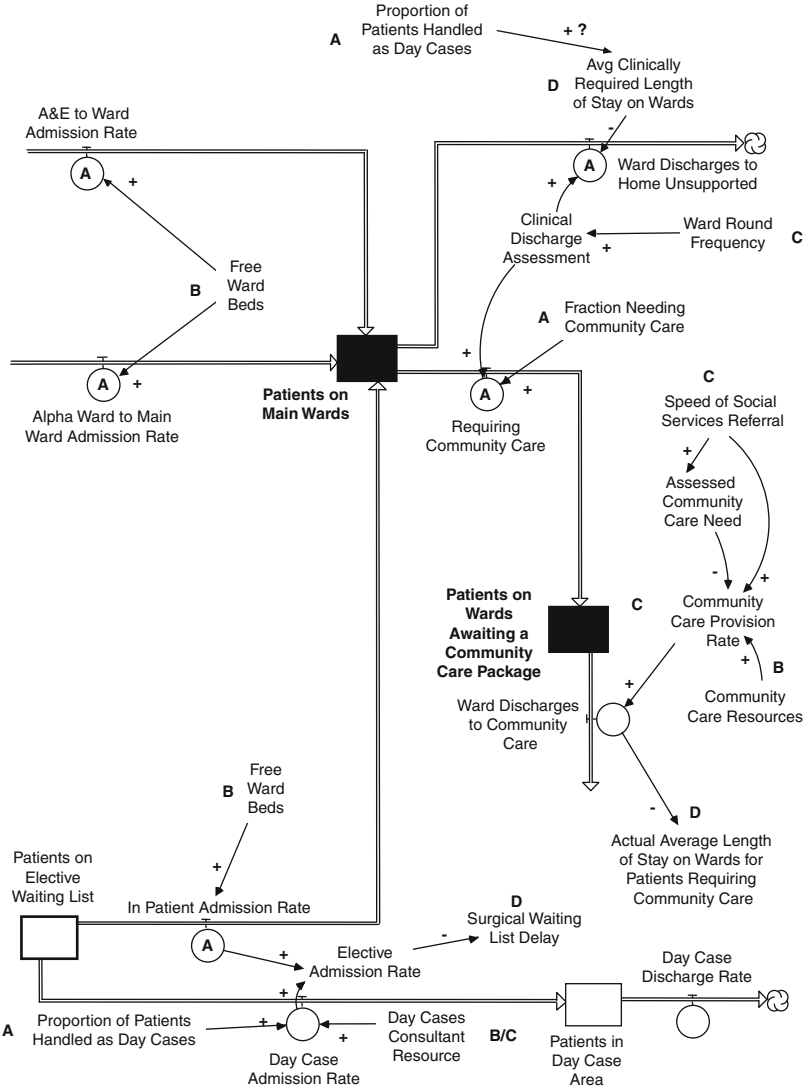 Proportion of
Patients Handled
as Day Cases
A
+ ?
Avg Clinically
Required Length
of Stay on Wards
D
-
A&E to Ward
Admission Rate
A
+
A
Ward Discharges to
Home Unsupported
+
Clinical
Discharge
Assessment
+
Ward Round
Frequency
C
Free
Ward
Beds
B
A
Fraction Needing
Community Care
+
A
+
Alpha Ward to Main
Ward Admission Rate
Patients on
Main Wards
A
+
Requiring
Community Care
C
Speed of Social
Services Referral
+
Assessed
Community
Care Need
-
+
Patients on
Wards
Awaiting a
Community
Care Package
C
Community
Care Provision
Rate
+
B
Community
Care Resources
+
Ward Discharges
to Community
Care
-
D
Actual Average Length
of Stay on Wards for
Patients Requiring
Community Care
Free
Ward
Beds
B
+
Patients on
Elective
Waiting List
In Patient Admission Rate
A
+
Elective
Admission Rate
-
D
Surgical Waiting
List Delay
+
A
Proportion of Patients
Handled as Day Cases
+
Day Case
Admission Rate
+
Day Cases
Consultant
Resource
B/C
Patients in
Day Case
Area
Day Case
Discharge Rate